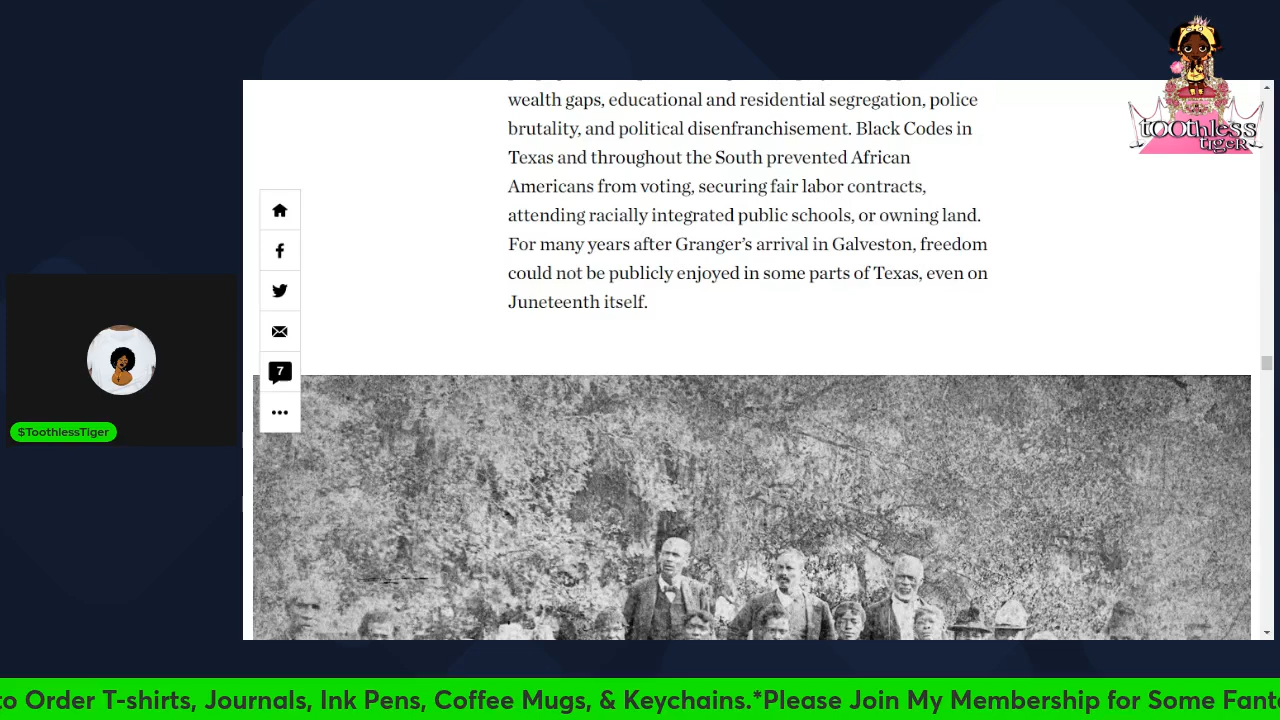 wealth gaps, educational and residential segregation, police
brutality, and political disenfranchisement. Black Codes in
Texas and throughout the South prevented African
Americans from voting, securing fair labor contracts,
attending racially integrated public schools, or owning land.
For many years after Granger’s arrival in Galveston, freedom
could not be publicly enjoyed in some parts of Texas, even on
Juneteenth itself.
toothless
tigeR
7
$ToothlessTiger
to Order T-shirts, Journals, Ink Pens, Coffee Mugs, & Keychains.*Please Join My Membership for Some Fant